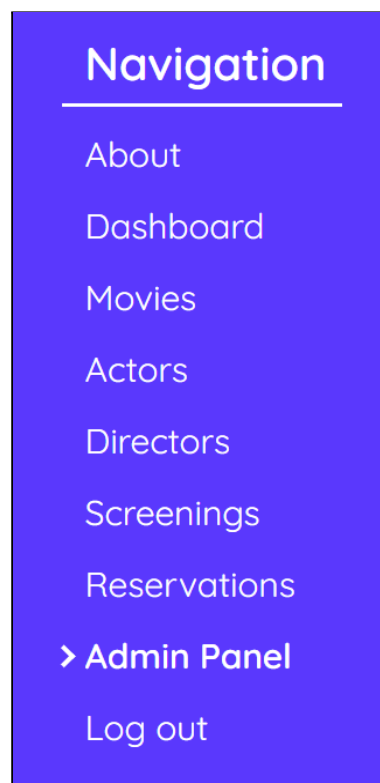 Navigation
About
Dashboard
Movies
Actors
Directors
Screenings
Reservations
Admin Panel
Log out